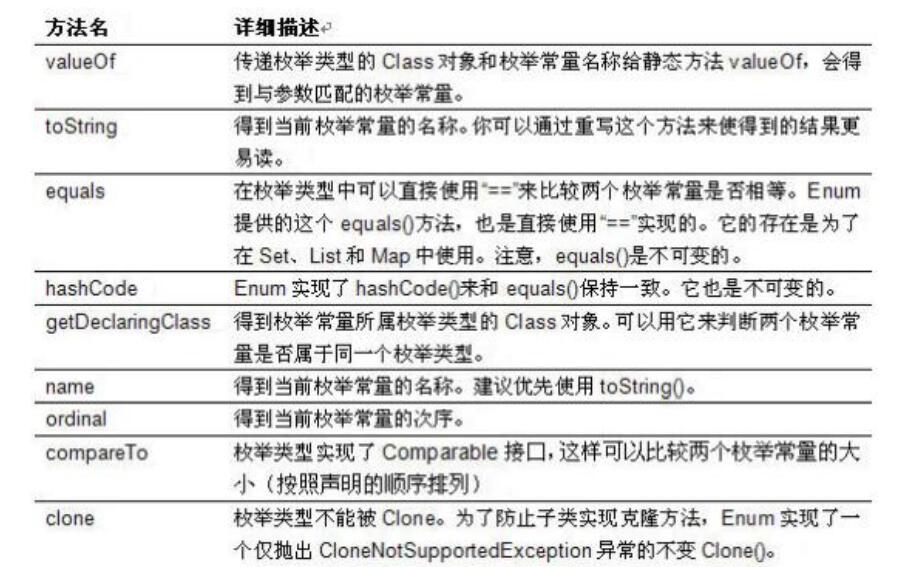 方法名 详细描述↵
valueOf 传递枚举类型的 Class 对象和枚举常量名称给静态方法 valueOf，会得
到与参数匹配的枚举常量。
toString 得到当前枚举常量的名称。你可以通过重写这个方法来使得到的结果更
易读。
equals 在枚举类型中可以直接使用“==”来比较两个枚举常量是否相等。Enum
提供的这个 equals()方法，也是直接使用“==”实现的。它的存在是为了
在 Set、List 和 Map 中使用。注意，equals()是不可变的。
hashCode Enum 实现了 hashCode()来和 equals()保持一致。它也是不可变的。
getDeclaringClass 得到枚举常量所属枚举类型的 Class 对象。可以用它来判断两个枚举常
量是否属于同一个枚举类型。
name 得到当前枚举常量的名称。建议优先使用 toString()。
ordinal 得到当前枚举常量的次序。
compareTo 枚举类型实现了 Comparable 接口，这样可以比较两个枚举常量的大
小（按照声明的顺序排列）
clone 枚举类型不能被 Clone。为了防止子类实现克隆方法，Enum 实现了一
个仅抛出 CloneNotSupportedException 异常的不变 Clone()。